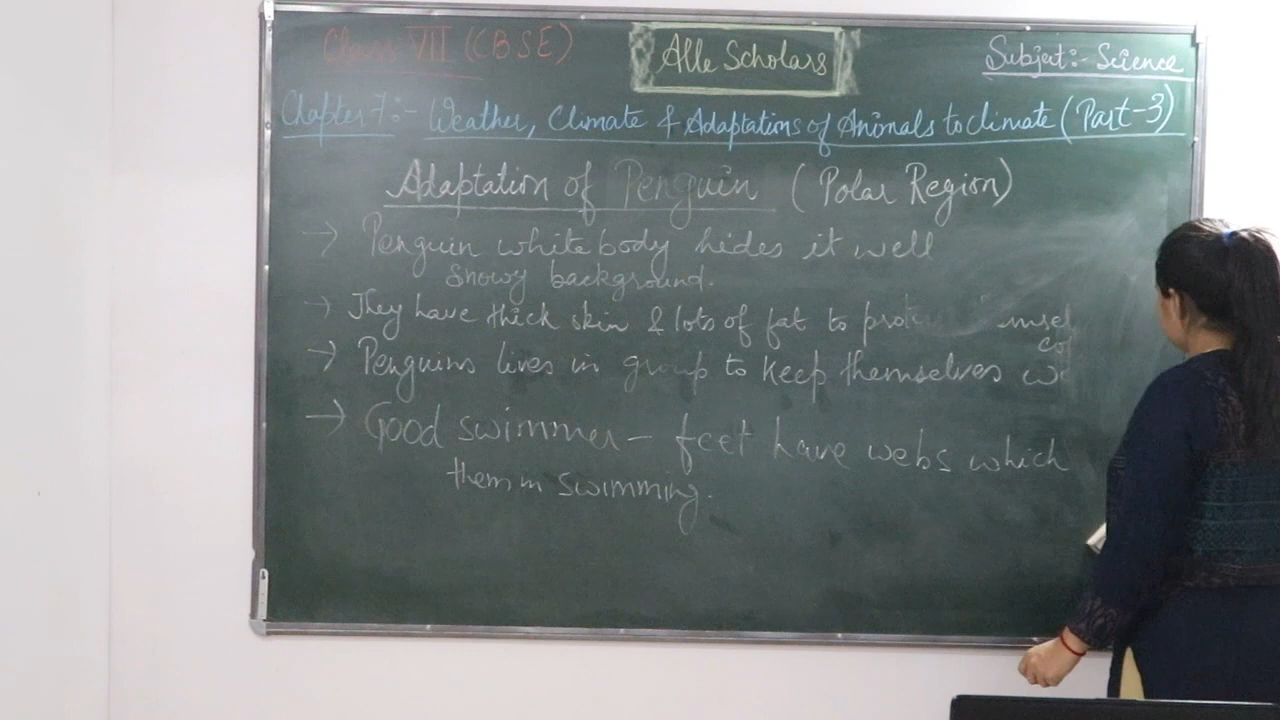 Class VII (CBSE)
Alle Scholars
Subject:- Science
Chapter 7:- Weather, Climate & Adaptations of Animals to climate (Part-3)
Adaptation of Penguin (Polar Region)
→ Penguin white body hides it well
snowy background.
→ They have thick skin & lots of fat to
→ Penguins lives in group to keep themselves
→ Good swimmer - feet have webs which
them in swimming.